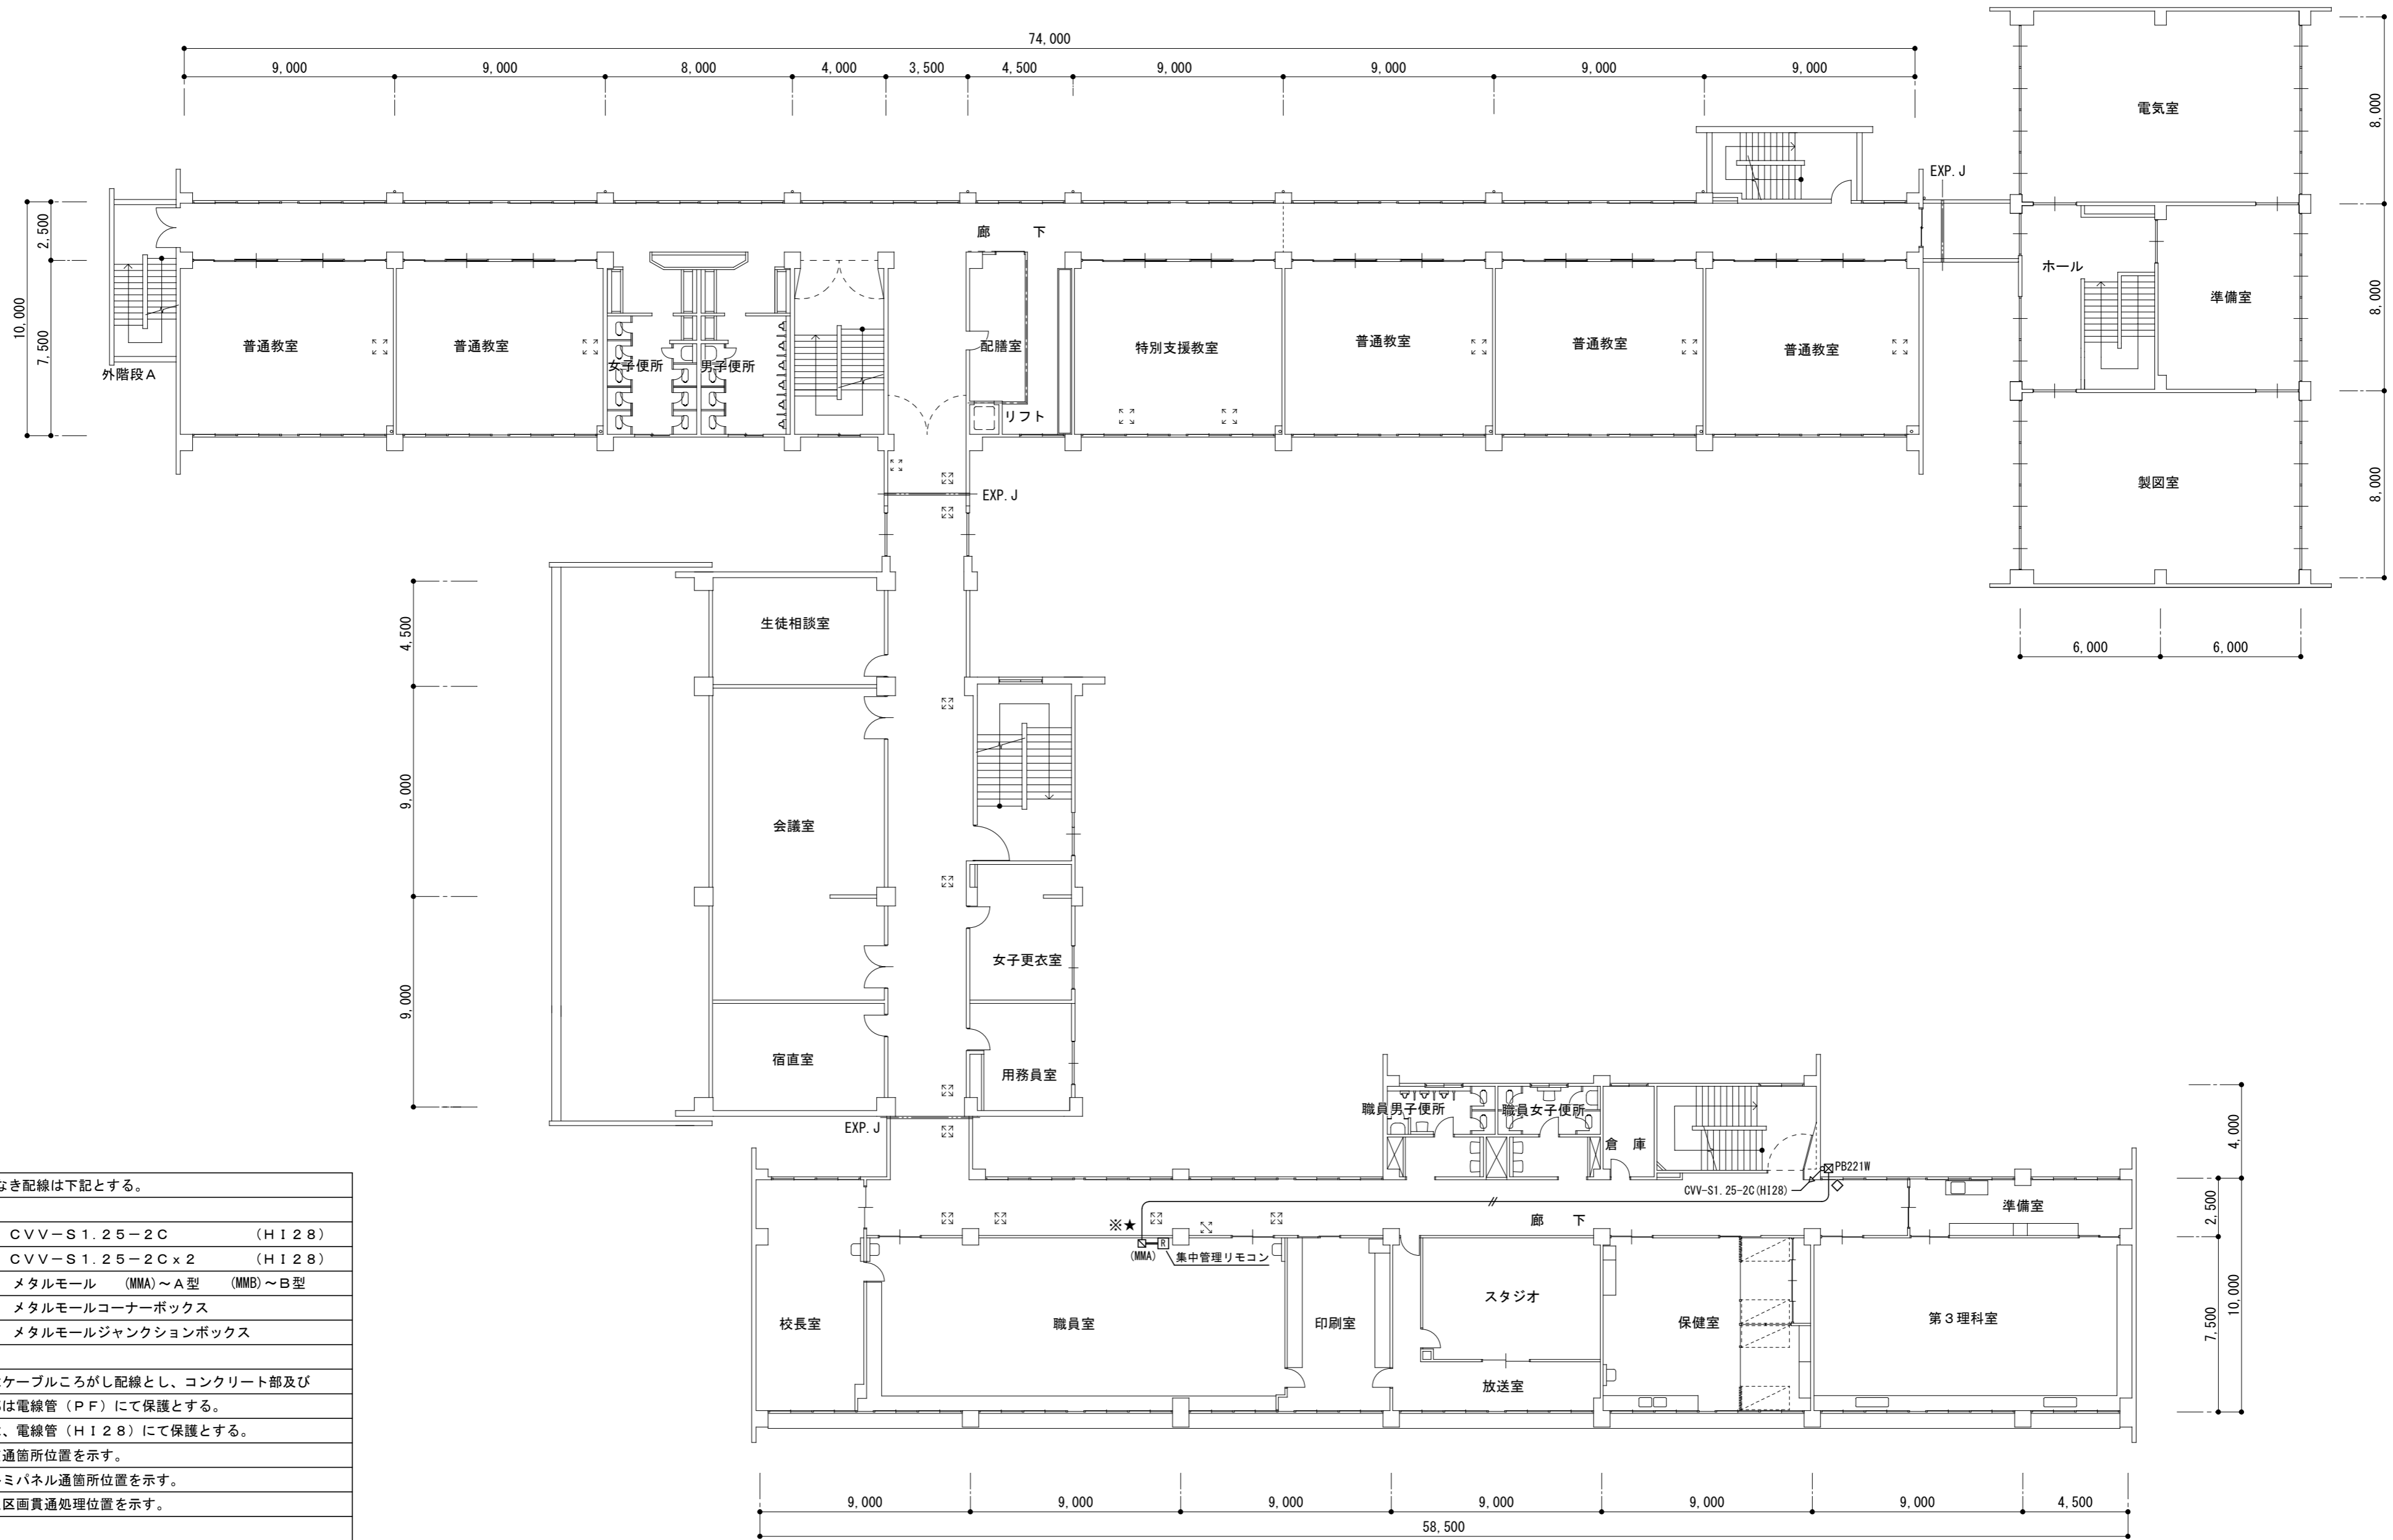 74,000
9,000 9,000 8,000 4,000 3,500 4,500 9,000 9,000 9,000 9,000
電気室
8,000
EXP.J
2,500
廊 下
ホール
準備室
8,000
10,000
7,500
普通教室 普通教室 女子便所 男子便所 配膳室 特別支援教室 普通教室 普通教室 普通教室
外階段A
リフト
製図室
8,000
EXP.J
4,500
生徒相談室
6,000 6,000
9,000
会議室
女子更衣室
9,000
宿直室
用務員室
EXP.J
職員男子便所 職員女子便所
倉 庫
4,000
PB221W
CVV-S1.25-2C(HI28)
準備室
2,500
※★
廊 下
(MMA) R 集中管理リモコン
10,000
7,500
校長室 職員室 印刷室 スタジオ 保健室 第3理科室
放送室
9,000 9,000 9,000 9,000 9,000 9,000 4,500
58,500
なき配線は下記とする。
CVV-S1.25-2C (HI28)
CVV-S1.25-2Cx2 (HI28)
メタルモール (MMA)~A型 (MMB)~B型
メタルモールコーナーボックス
メタルモールジャンクションボックス
ケーブルころがし配線とし、コンクリート部及び
は電線管(PF)にて保護とする。
、電線管(HI28)にて保護とする。
通箇所位置を示す。
ミパネル通箇所位置を示す。
区画貫通処理位置を示す。